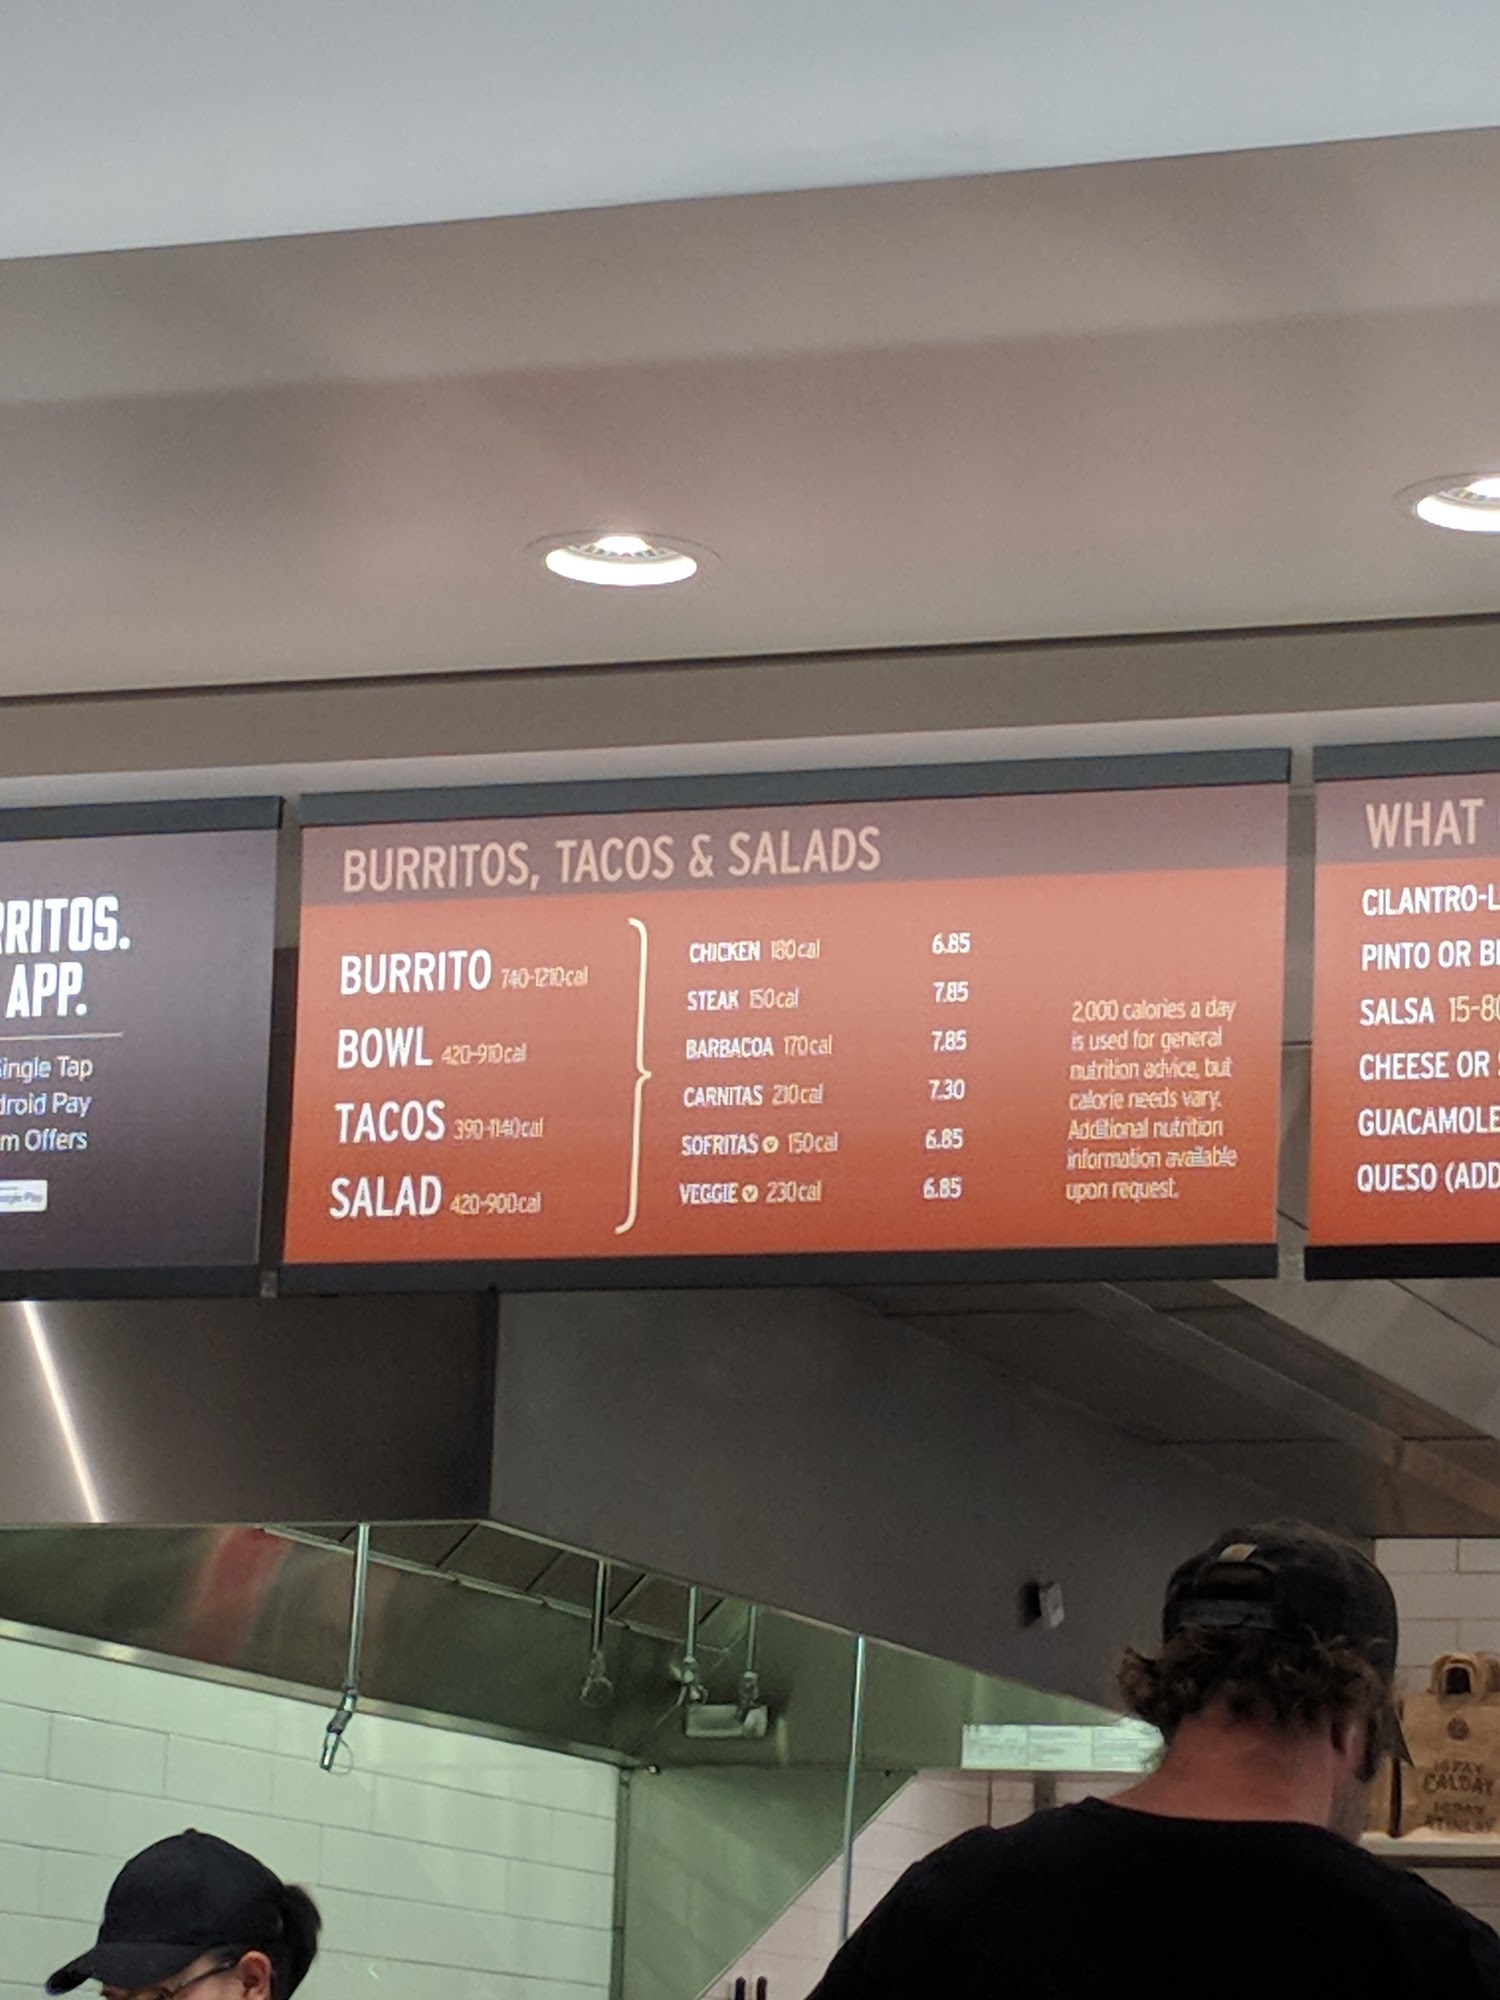 RRITOS.
APP.
Single Tap
droid Pay
m Offers
BURRITOS, TACOS & SALADS
BURRITO 740-1210cal
BOWL 420-910cal
TACOS 390-1140cal
SALAD 420-900cal
CHICKEN 180cal 6.85
STEAK 150cal 7.85
BARBACOA 170cal 7.85
CARNITAS 210cal 7.30
SOFRITAS V 150cal 6.85
VEGGIE V 230cal 6.85
2,000 calories a day
is used for general
nutrition advice, but
calorie needs vary.
Additional nutrition
information available
upon request.
WHAT
CILANTRO-L
PINTO OR B
SALSA 15-80
CHEESE OR S
GUACAMOLE
QUESO (ADD